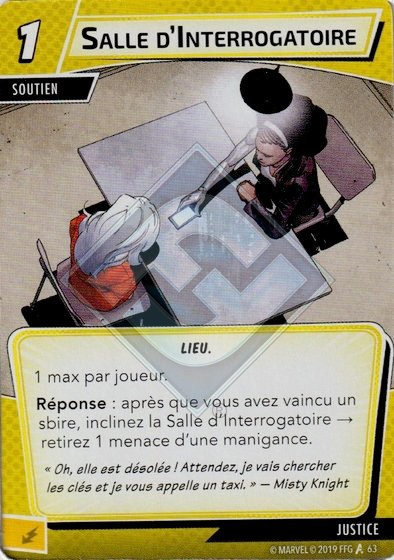 1
SALLE D'INTERROGATOIRE
SOUTIEN
LIEU.
1 max par joueur.
Réponse : après que vous avez vaincu un
sbire, inclinez la Salle d'Interrogatoire →
retirez 1 menace d'une manigance.
« Oh, elle est désolée ! Attendez, je vais chercher
les clés et je vous appelle un taxi. » — Misty Knight
JUSTICE
© MARVEL © 2019 FFG 63